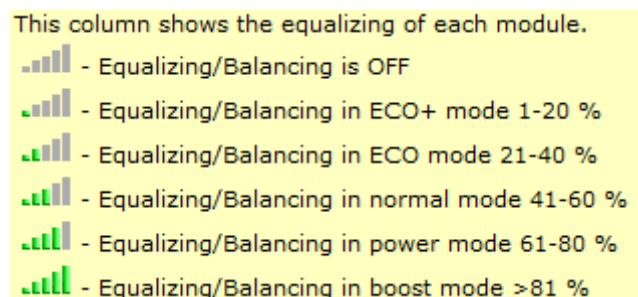 This column shows the equalizing of each module.
- Equalizing/Balancing is OFF
- Equalizing/Balancing in ECO+ mode 1-20 %
- Equalizing/Balancing in ECO mode 21-40 %
- Equalizing/Balancing in normal mode 41-60 %
- Equalizing/Balancing in power mode 61-80 %
- Equalizing/Balancing in boost mode >81 %